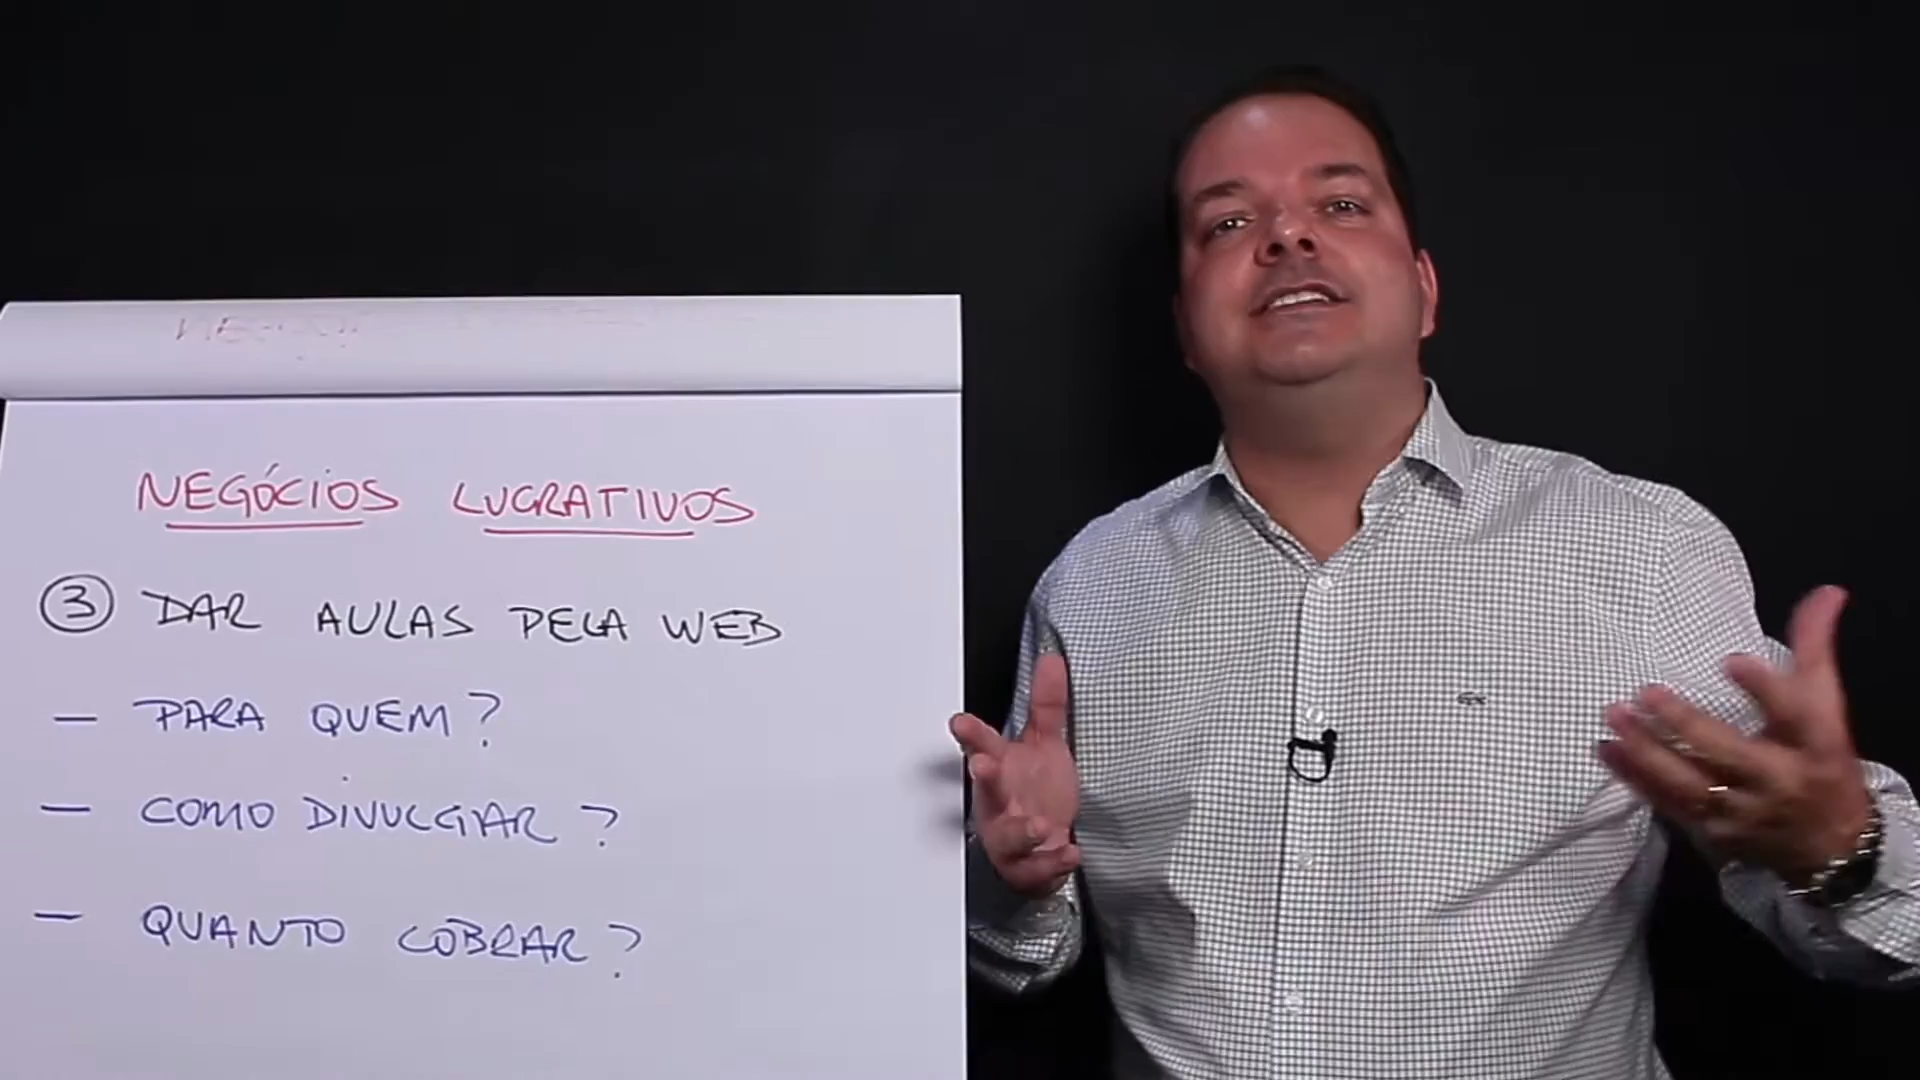 NEGÓCIOS LUCRATIVOS
③ DAR AULAS PELA WEB
— PARA QUEM?
— COMO DIVULGAR?
— QUANTO COBRAR?